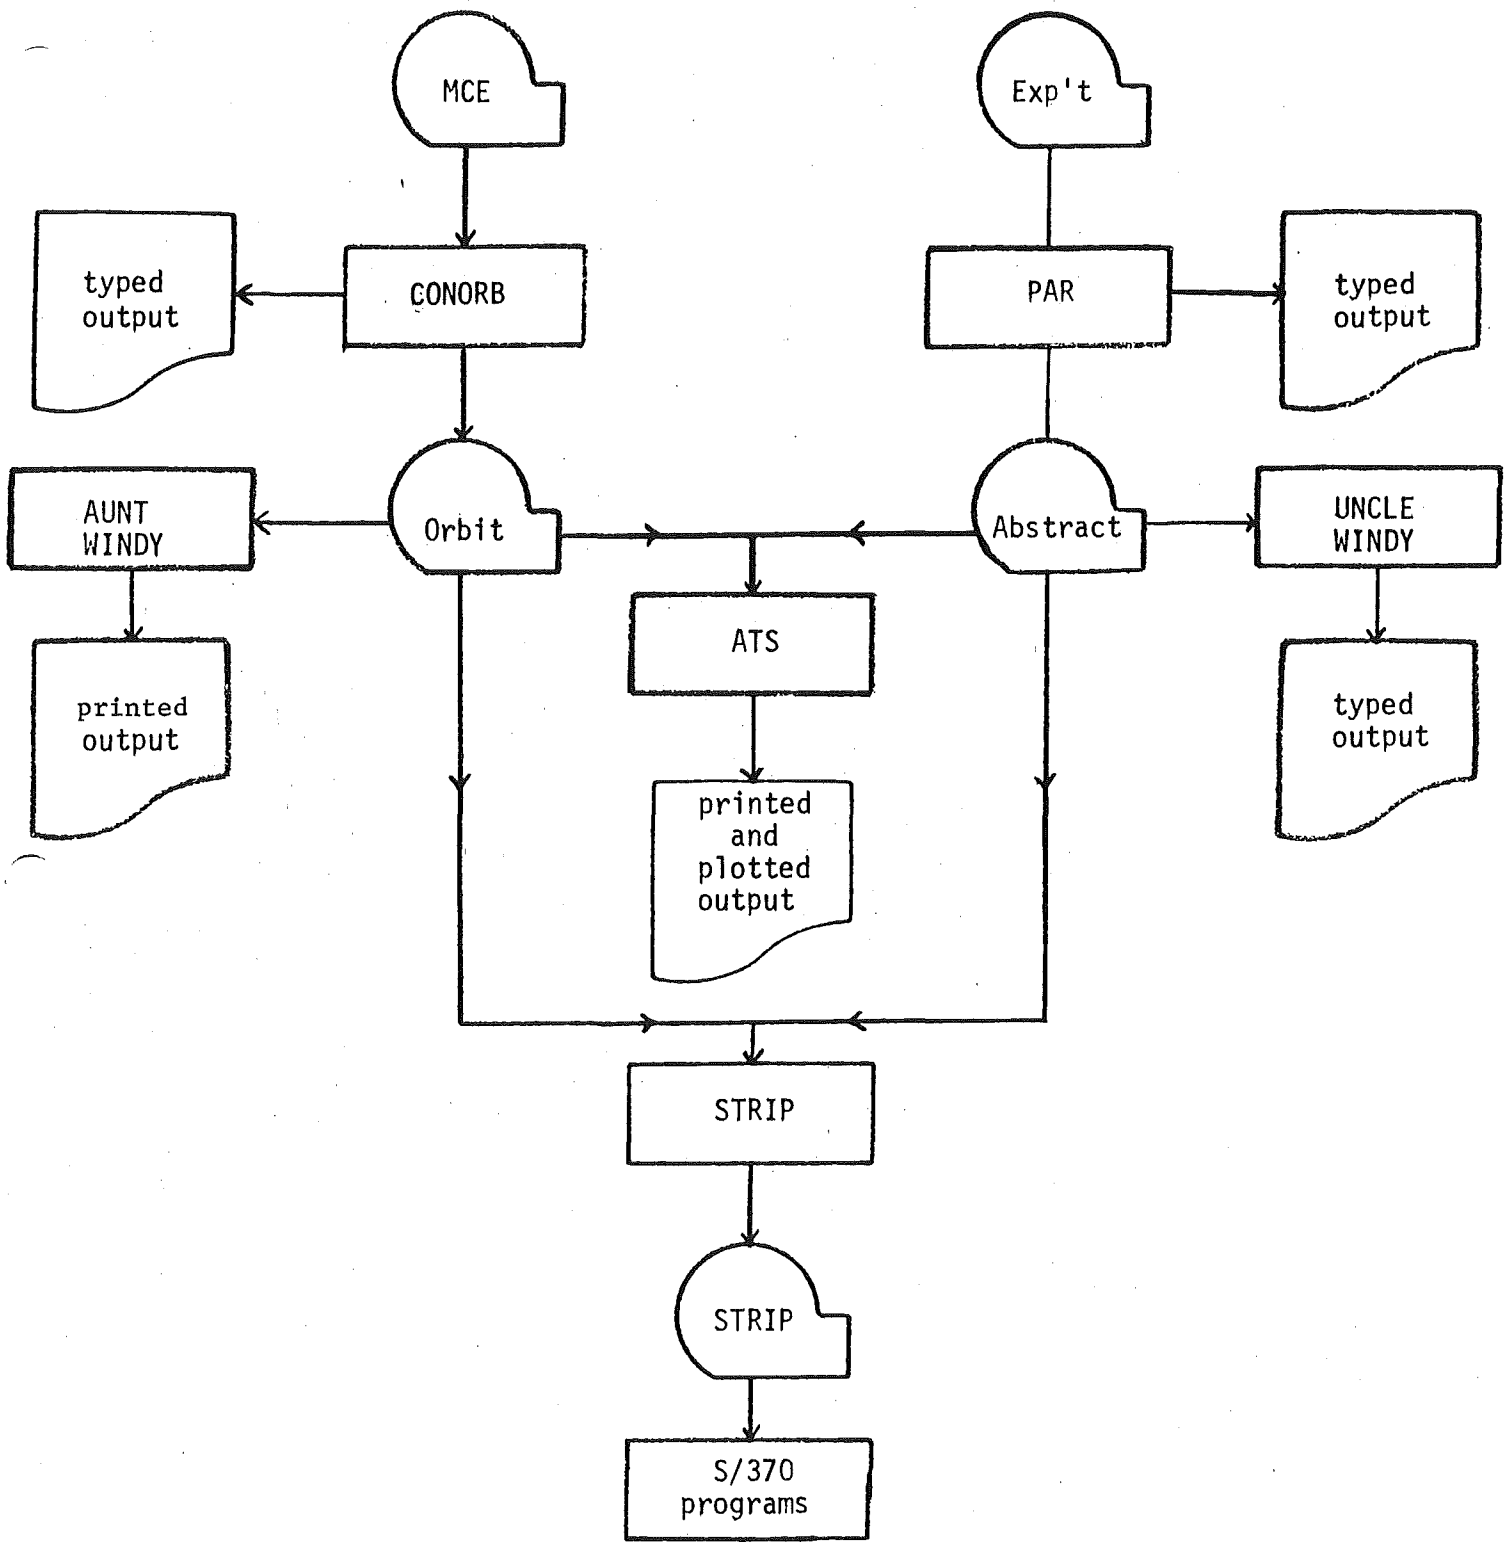 MCE
Exp't
typed
output
CONORB
PAR
typed
output
AUNT
WINDY
Orbit
Abstract
UNCLE
WINDY
ATS
printed
output
typed
output
printed
and
plotted
output
STRIP
STRIP
S/370
programs